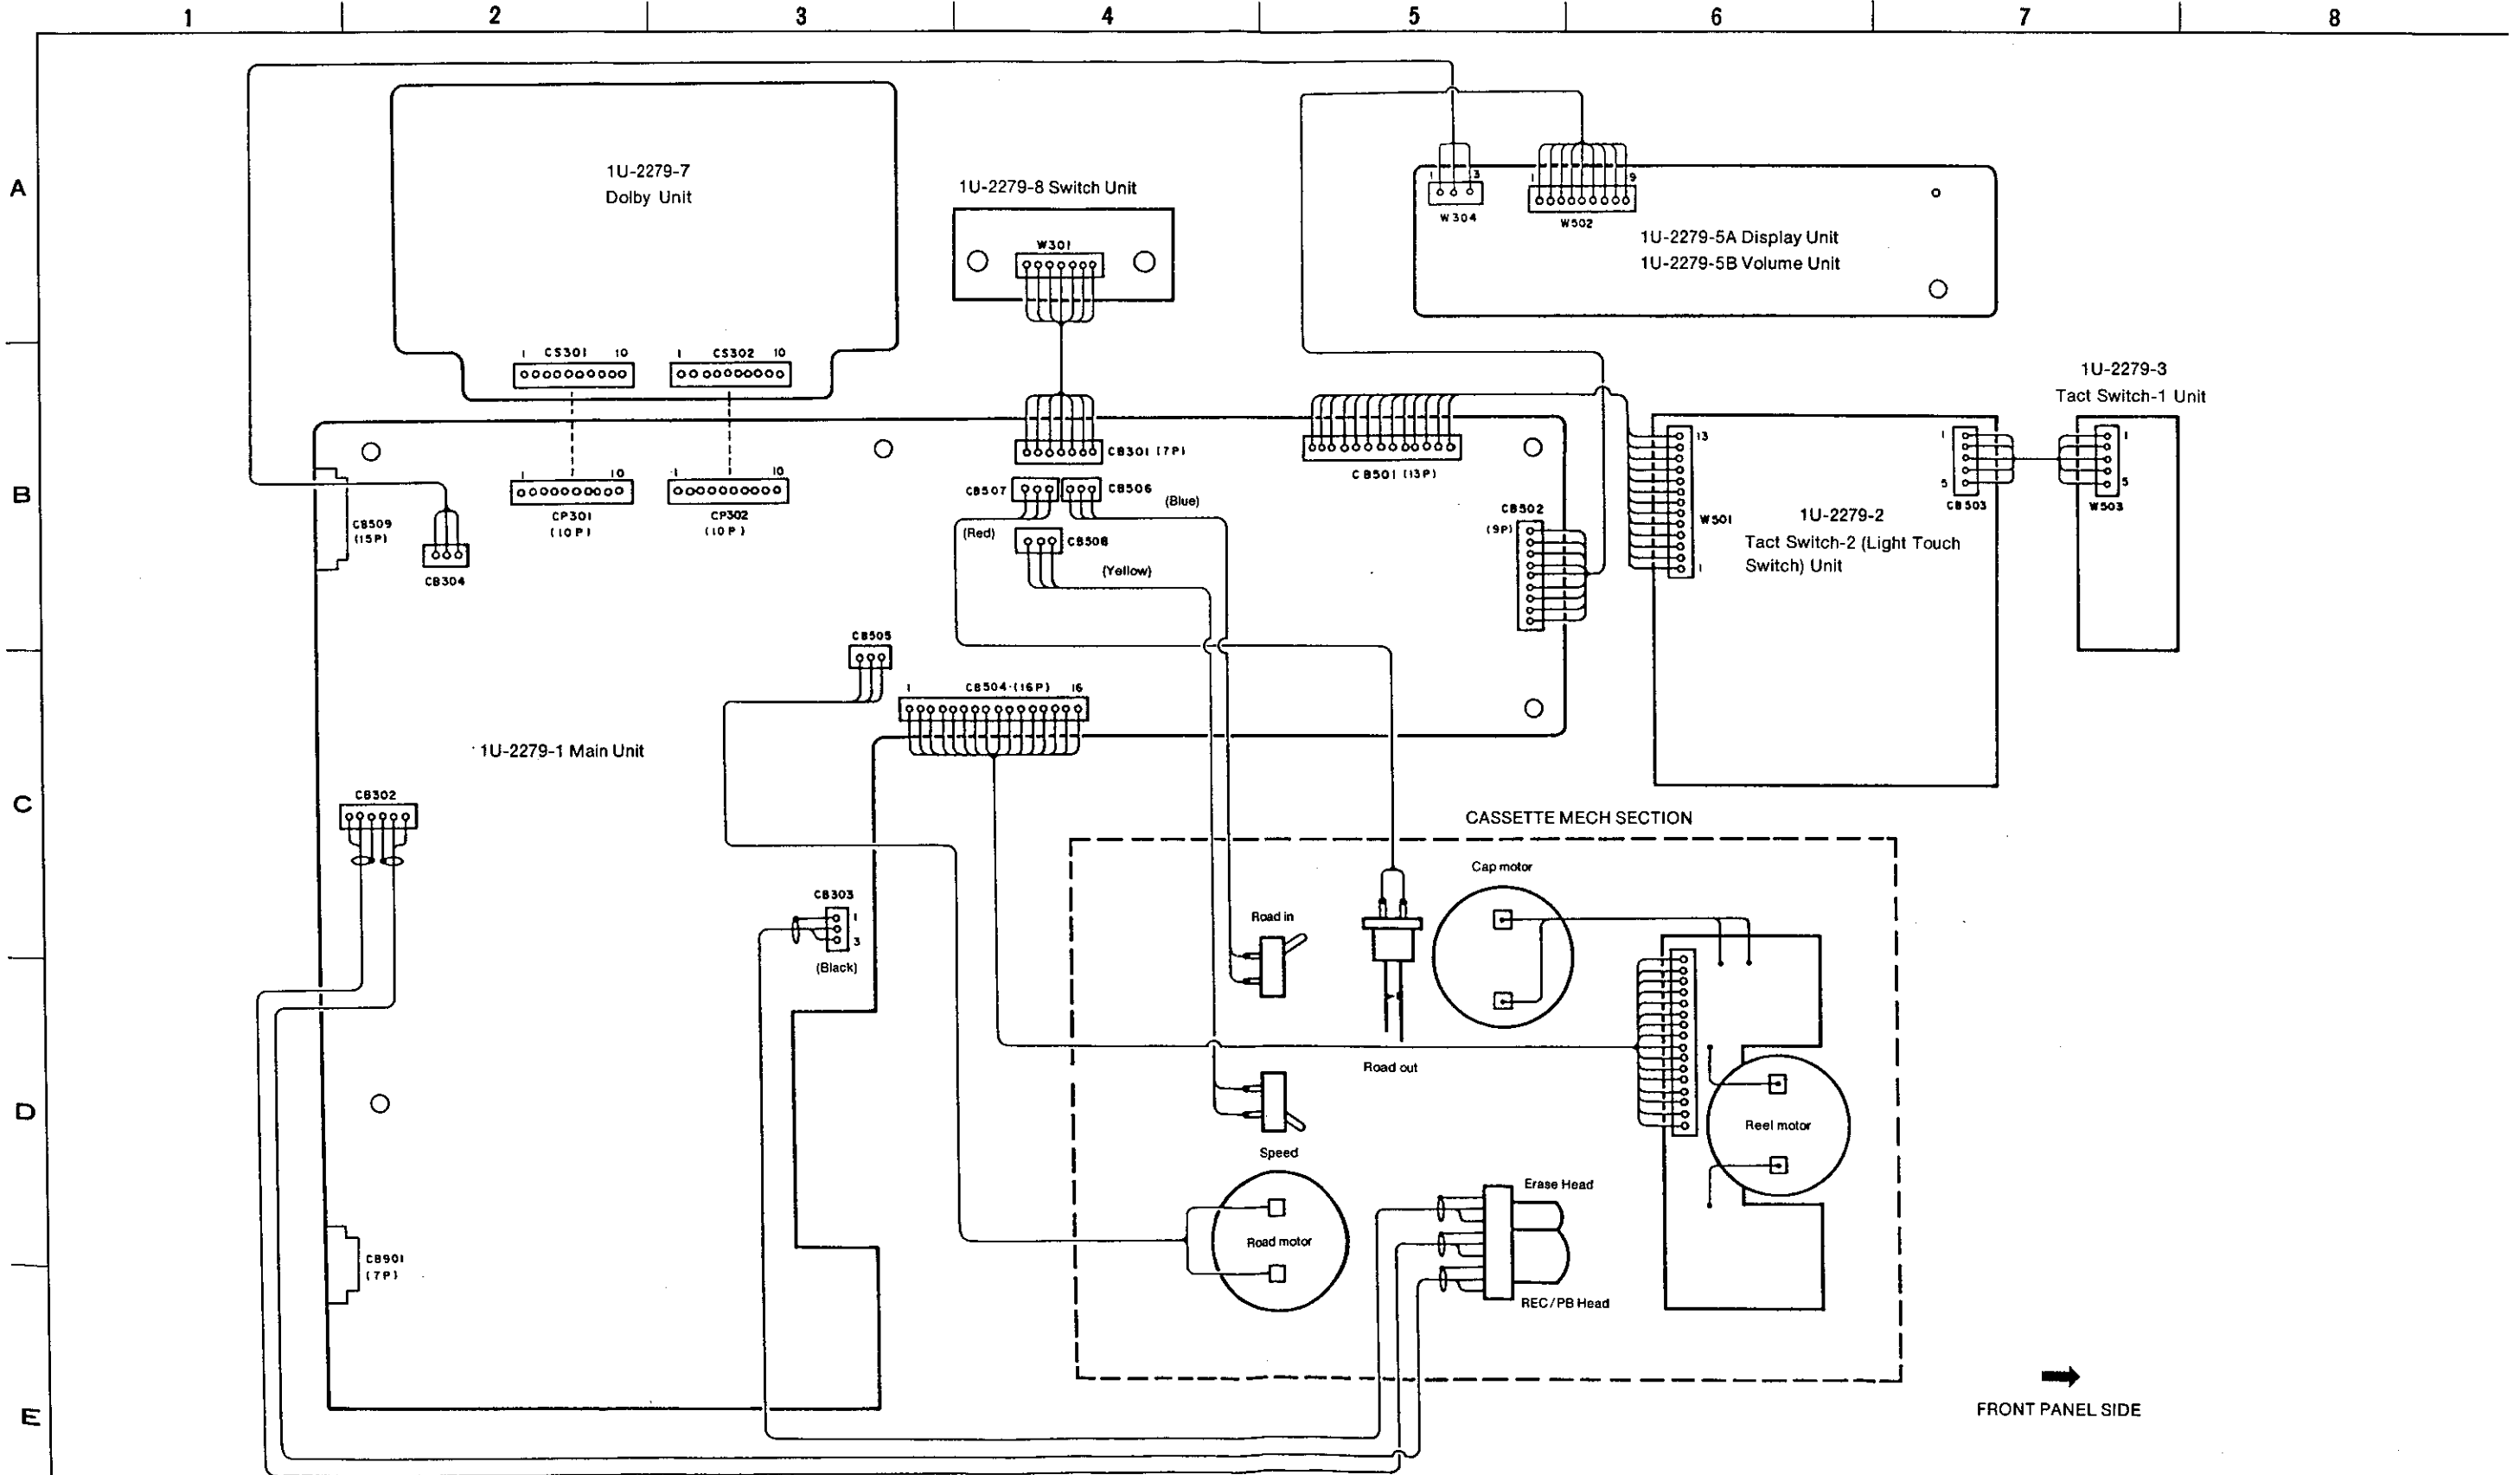 1 2 3 4 5 6 7 8
A
B
C
D
E
1U-2279-7
Dolby Unit
1 CS301 10
1 CS302 10
1U-2279-8 Switch Unit
W301
1 3
W304
1 9
W502
1U-2279-5A Display Unit
1U-2279-5B Volume Unit
1U-2279-3
Tact Switch-1 Unit
1
5
W503
CB301 (7P)
CB501 (13P)
13
1
W501
1
5
CB503
1U-2279-2
Tact Switch-2 (Light Touch
Switch) Unit
CB509
(15P)
CB304
1 10
CP301
(10P)
1 10
CP302
(10P)
CB507
CB506
(Blue)
(Red)
CB508
(Yellow)
CB502
(9P)
CB505
1 CB504 (16P) 16
1U-2279-1 Main Unit
CB302
CB303
1
3
(Black)
CB901
(7P)
CASSETTE MECH SECTION
Cap motor
Road in
Road out
Speed
Road motor
Reel motor
Erase Head
REC/PB Head
FRONT PANEL SIDE